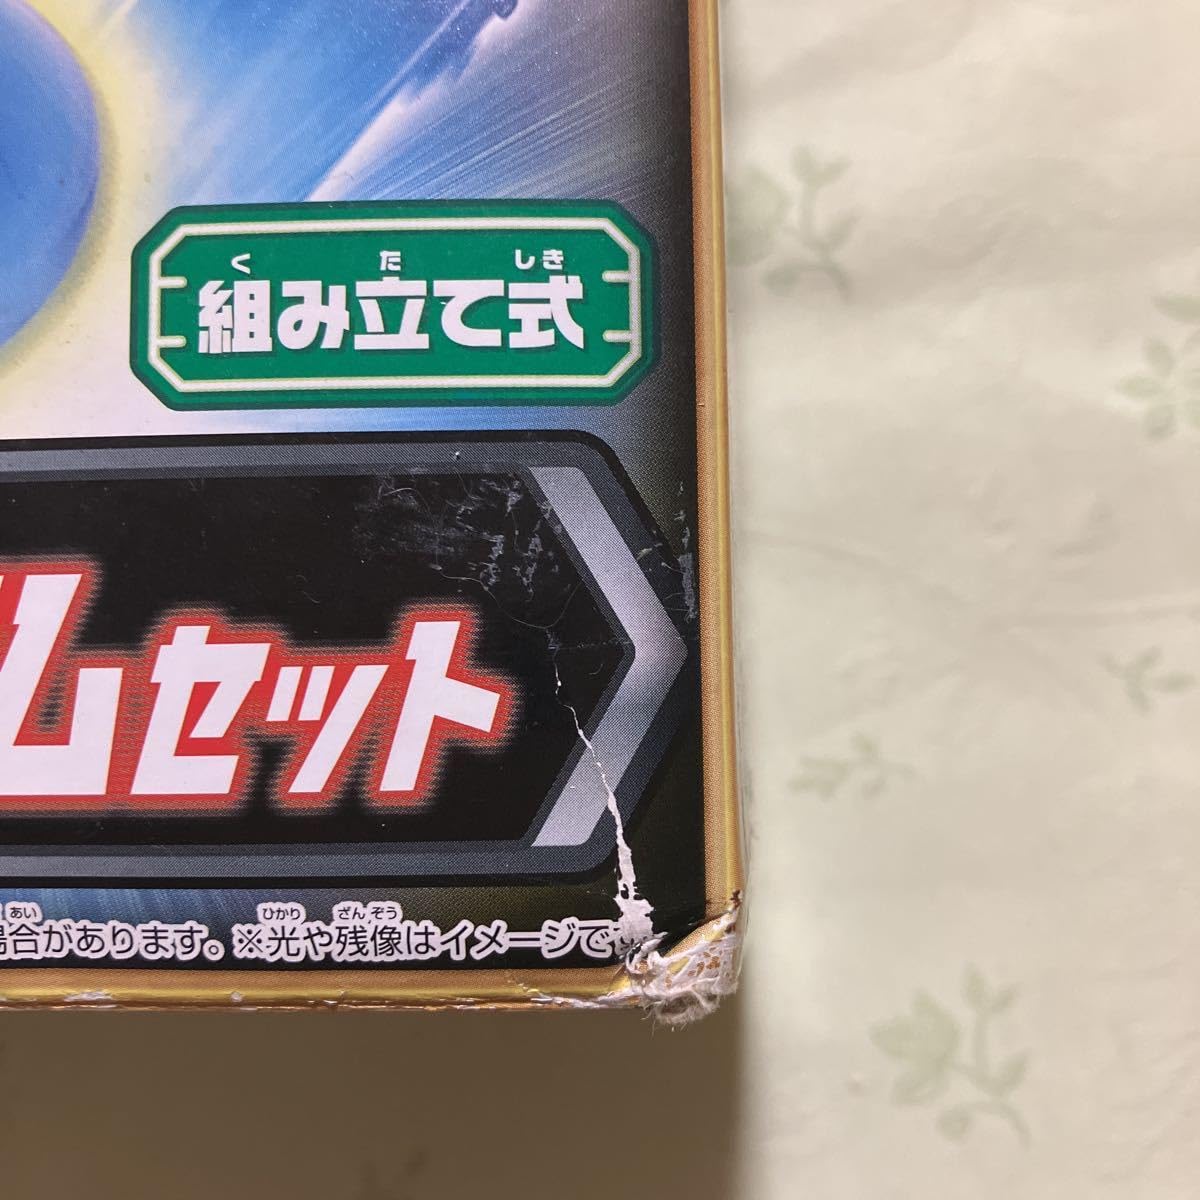 く た しき
組み立て式
ムセット
あい ひかり ざんぞう
場合があります。※光や残像はイメージで